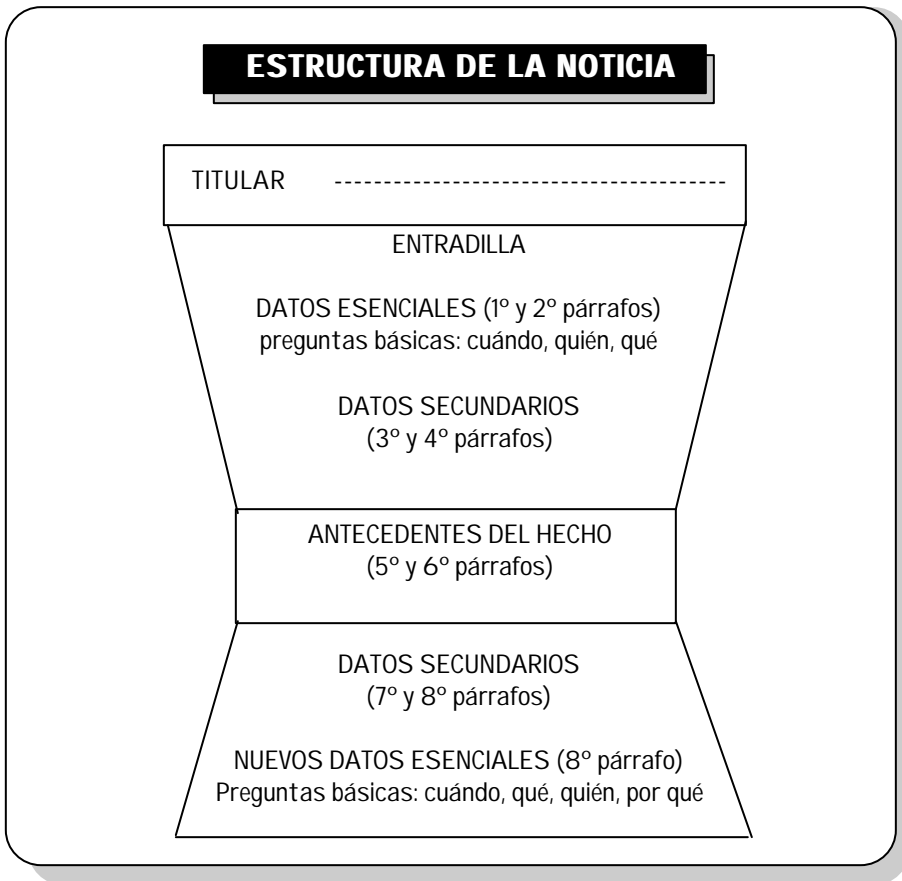 ESTRUCTURA DE LA NOTICIA
TITULAR ----------------------------------------
ENTRADILLA
DATOS ESENCIALES (1º y 2º párrafos)
preguntas básicas: cuándo, quién, qué
DATOS SECUNDARIOS
(3º y 4º párrafos)
ANTECEDENTES DEL HECHO
(5º y 6º párrafos)
DATOS SECUNDARIOS
(7º y 8º párrafos)
NUEVOS DATOS ESENCIALES (8º párrafo)
Preguntas básicas: cuándo, qué, quién, por qué